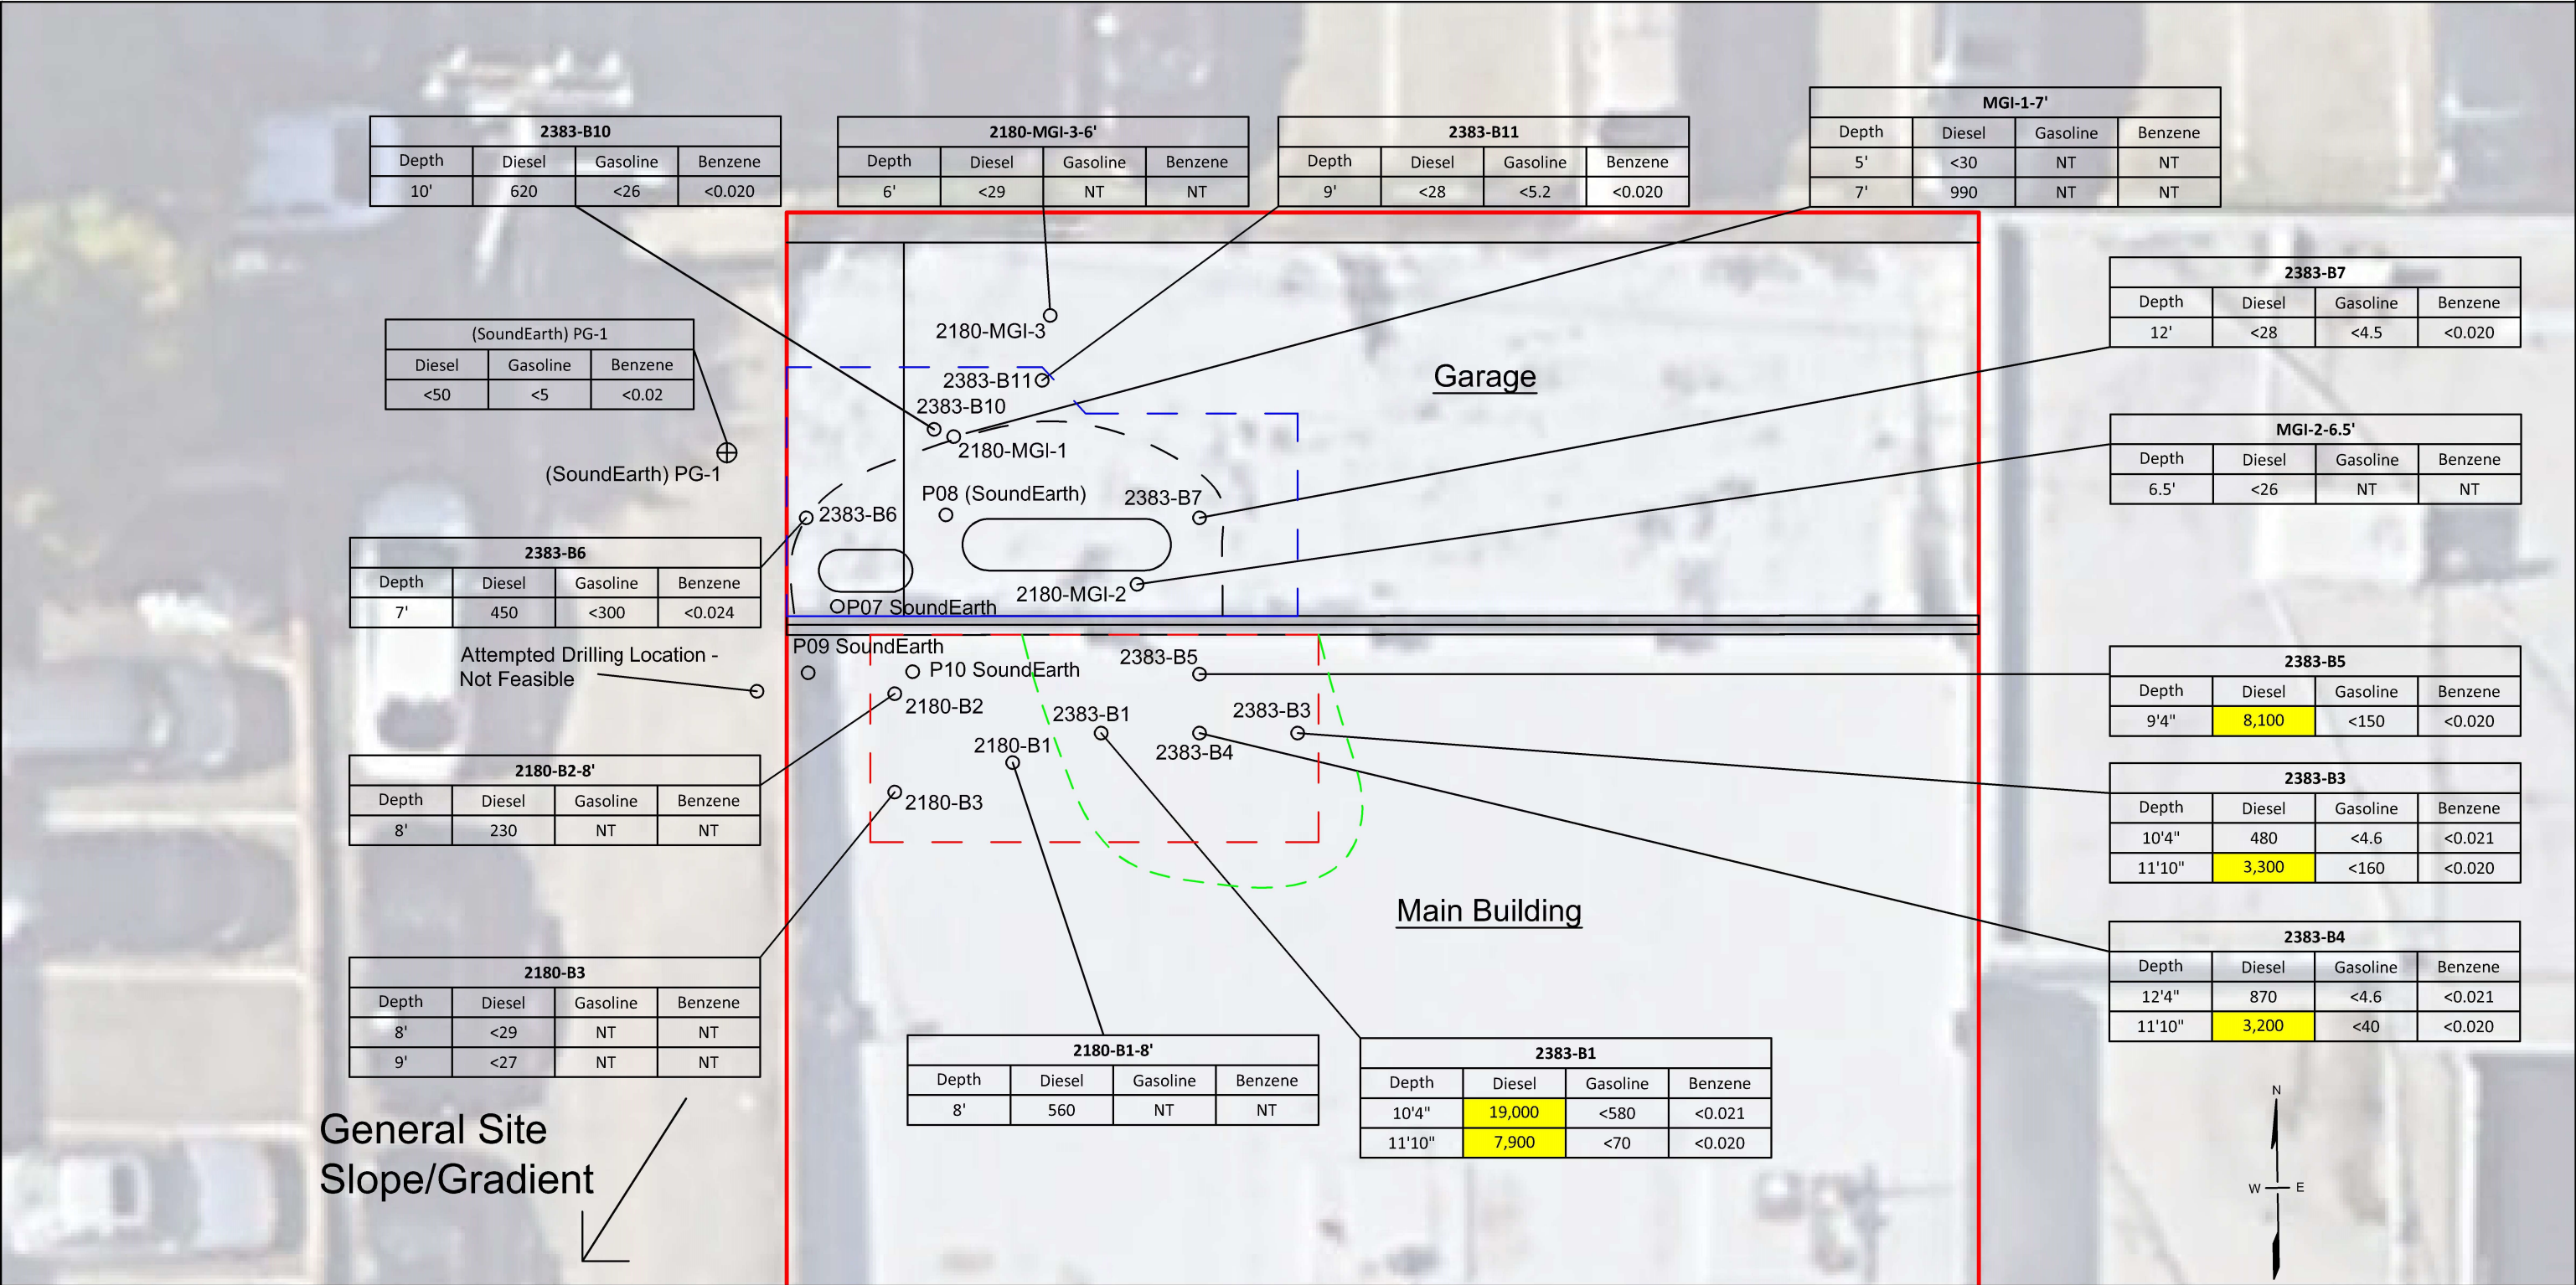 2383-B10
Depth Diesel Gasoline Benzene
10' 620 <26 <0.020
2180-MGI-3-6'
Depth Diesel Gasoline Benzene
6' <29 NT NT
2383-B11
Depth Diesel Gasoline Benzene
9' <28 <5.2 <0.020
MGI-1-7'
Depth Diesel Gasoline Benzene
5' <30 NT NT
7' 990 NT NT
2383-B7
Depth Diesel Gasoline Benzene
12' <28 <4.5 <0.020
(SoundEarth) PG-1
Diesel Gasoline Benzene
<50 <5 <0.02
(SoundEarth) PG-1
2180-MGI-3
2383-B11
2383-B10
2180-MGI-1
Garage
P08 (SoundEarth)
2383-B7
2383-B6
2180-MGI-2
P07 SoundEarth
MGI-2-6.5'
Depth Diesel Gasoline Benzene
6.5' <26 NT NT
2383-B6
Depth Diesel Gasoline Benzene
7' 450 <300 <0.024
Attempted Drilling Location -
Not Feasible
P09 SoundEarth
P10 SoundEarth
2383-B5
2180-B2
2383-B1
2383-B3
2180-B1
2383-B4
2180-B3
2383-B5
Depth Diesel Gasoline Benzene
9'4" 8,100 <150 <0.020
2180-B2-8'
Depth Diesel Gasoline Benzene
8' 230 NT NT
2383-B3
Depth Diesel Gasoline Benzene
10'4" 480 <4.6 <0.021
11'10" 3,300 <160 <0.020
Main Building
2383-B4
Depth Diesel Gasoline Benzene
12'4" 870 <4.6 <0.021
11'10" 3,200 <40 <0.020
2180-B3
Depth Diesel Gasoline Benzene
8' <29 NT NT
9' <27 NT NT
2180-B1-8'
Depth Diesel Gasoline Benzene
8' 560 NT NT
2383-B1
Depth Diesel Gasoline Benzene
10'4" 19,000 <580 <0.021
11'10" 7,900 <70 <0.020
General Site
Slope/Gradient
N
W E